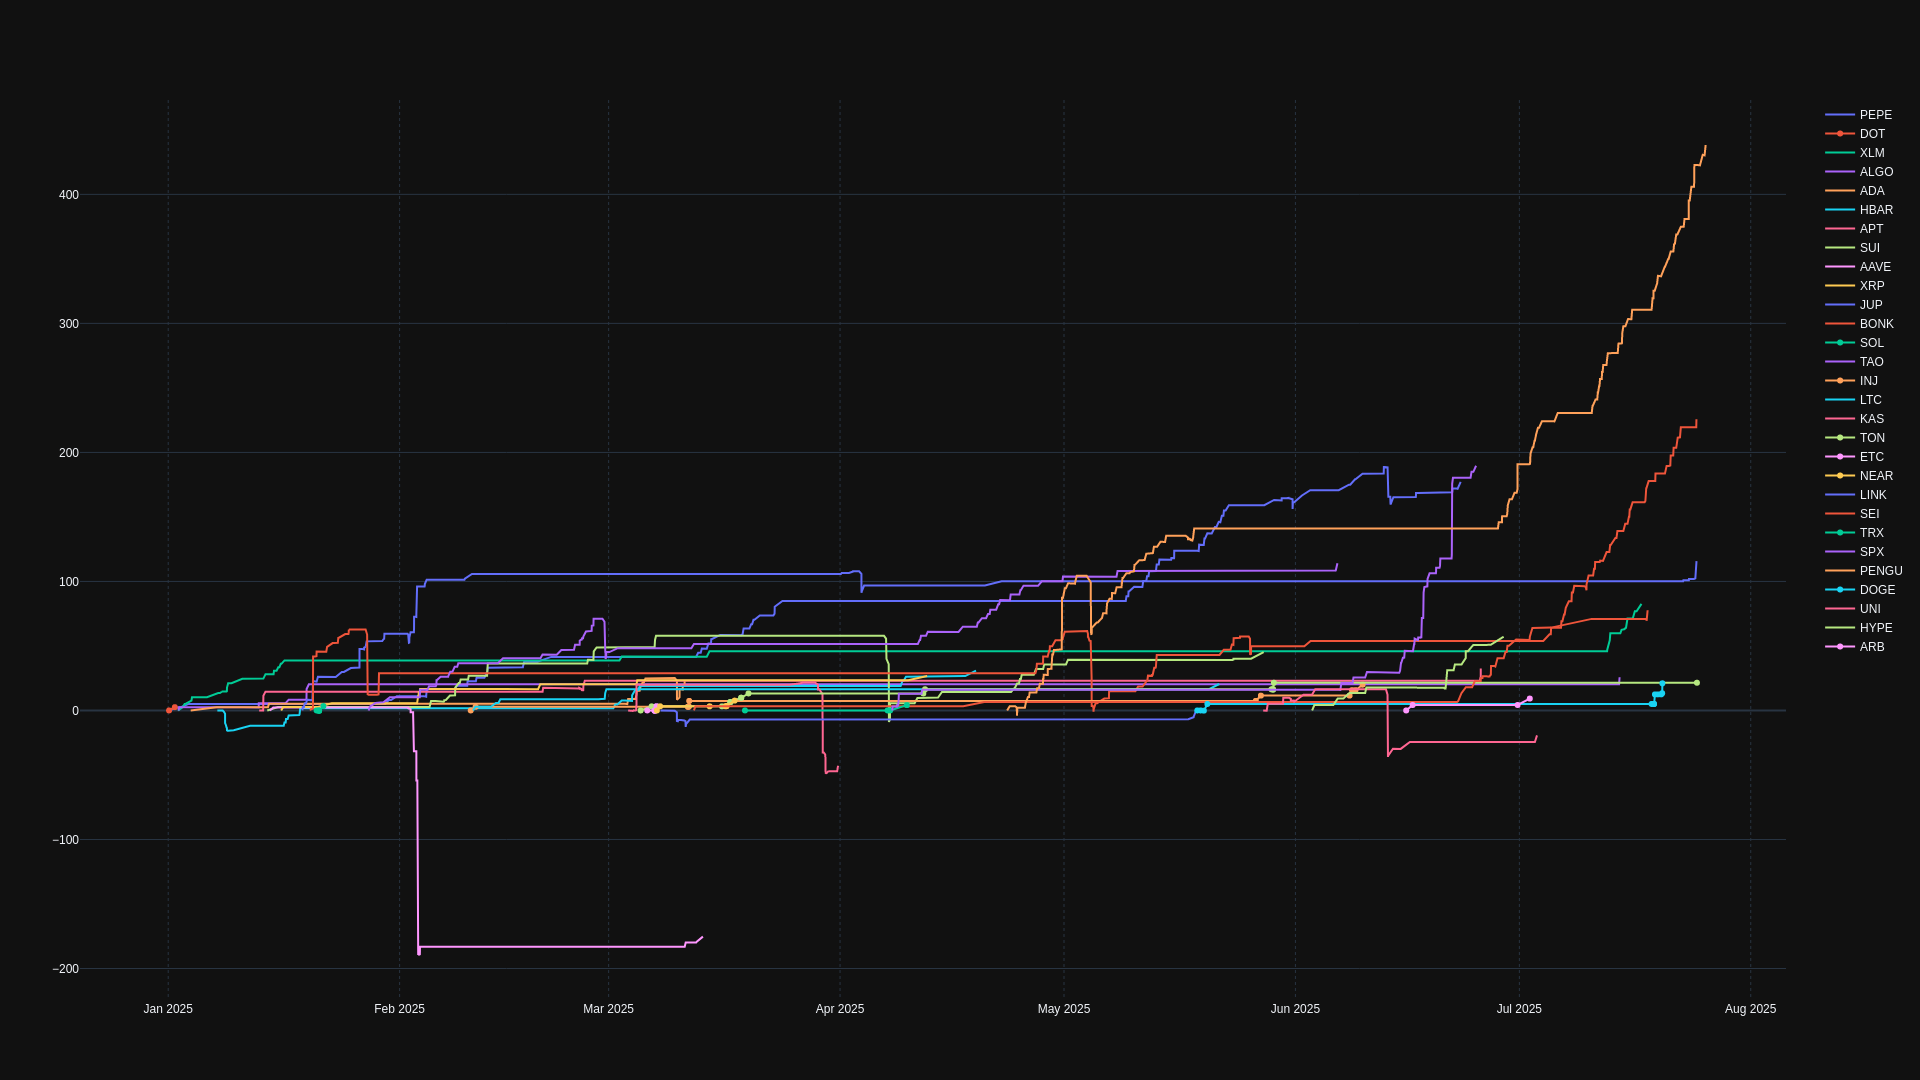 400
300
200
100
0
−100
−200
Jan 2025
Feb 2025
Mar 2025
Apr 2025
May 2025
Jun 2025
Jul 2025
Aug 2025
PEPE
DOT
XLM
ALGO
ADA
HBAR
APT
SUI
AAVE
XRP
JUP
BONK
SOL
TAO
INJ
LTC
KAS
TON
ETC
NEAR
LINK
SEI
TRX
SPX
PENGU
DOGE
UNI
HYPE
ARB